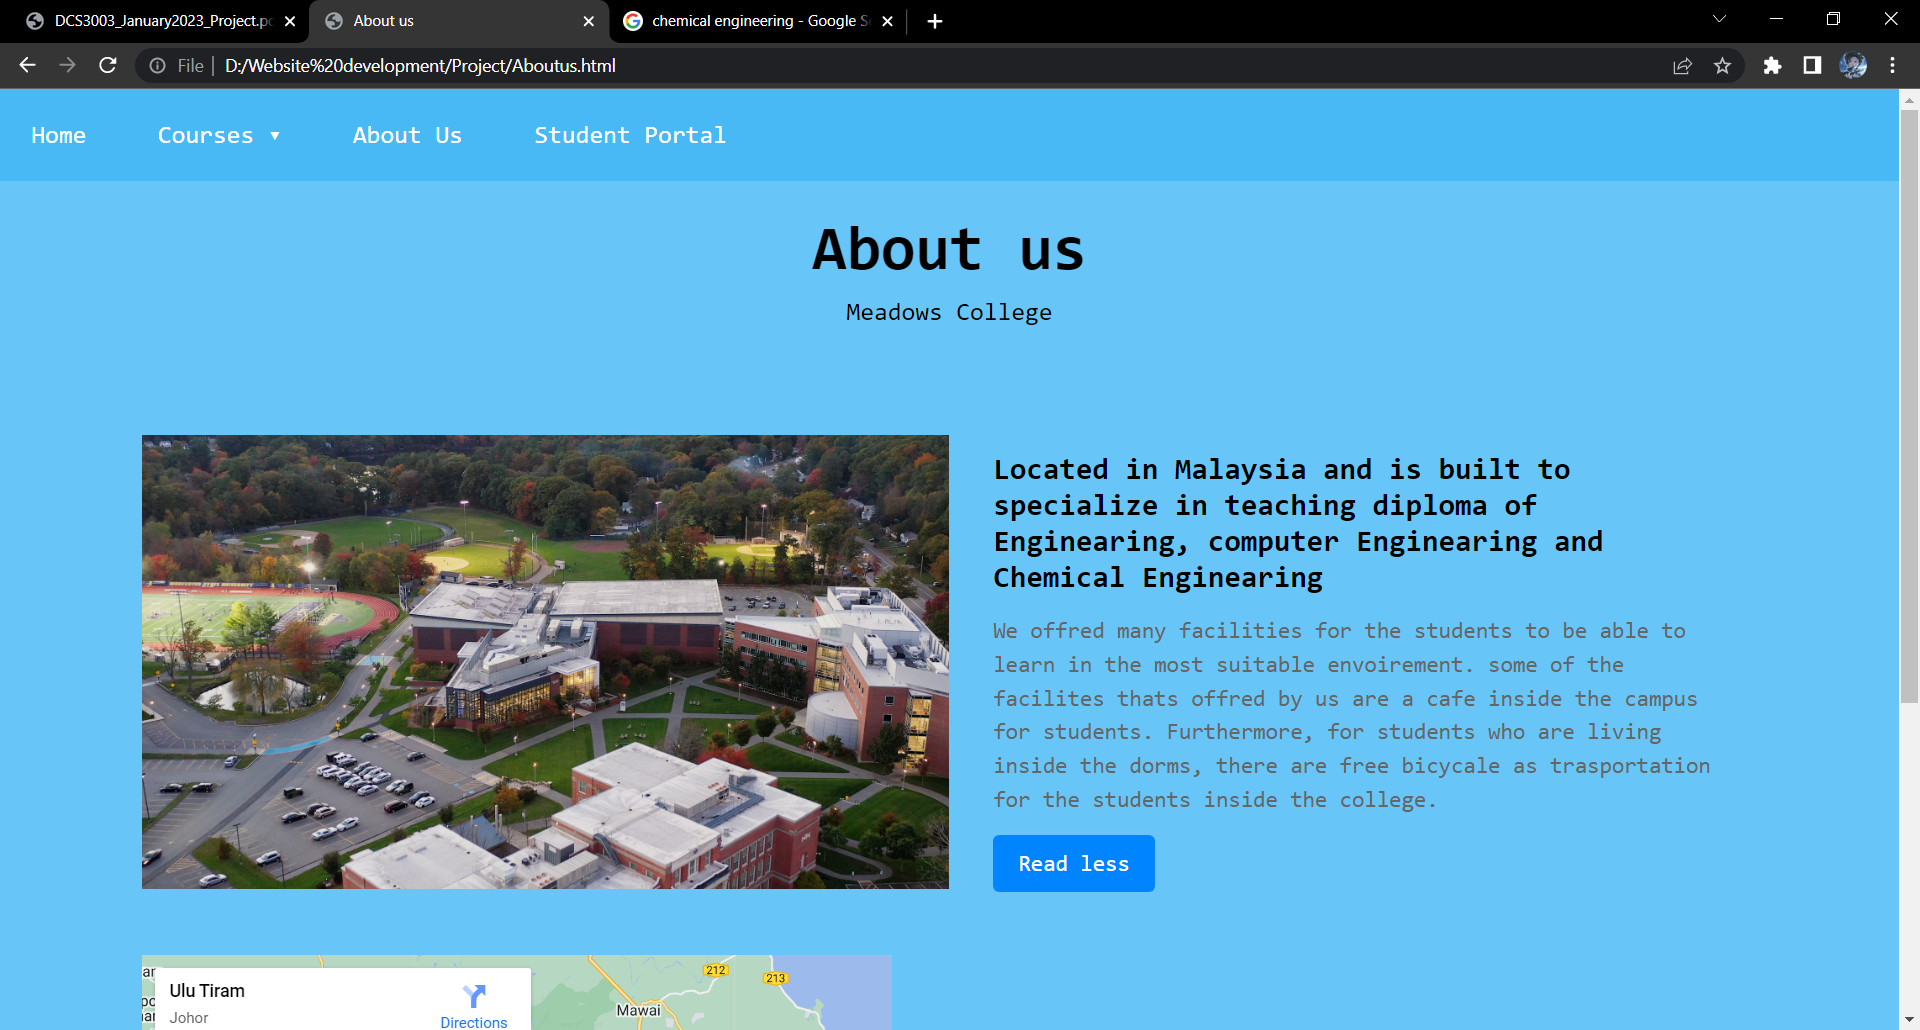 DCS3003_January2023_Project.p
About us
chemical engineering - Google S
File
D:/Website%20development/Project/Aboutus.html
Home
Courses ▾
About Us
Student Portal
About us
Meadows College
Located in Malaysia and is built to
specialize in teaching diploma of
Enginearing, computer Enginearing and
Chemical Enginearing
We offred many facilities for the students to be able to
learn in the most suitable envoirement. some of the
facilites thats offred by us are a cafe inside the campus
for students. Furthermore, for students who are living
inside the dorms, there are free bicycale as trasportation
for the students inside the college.
Read less
212
213
Ulu Tiram
Johor
Directions
Mawai